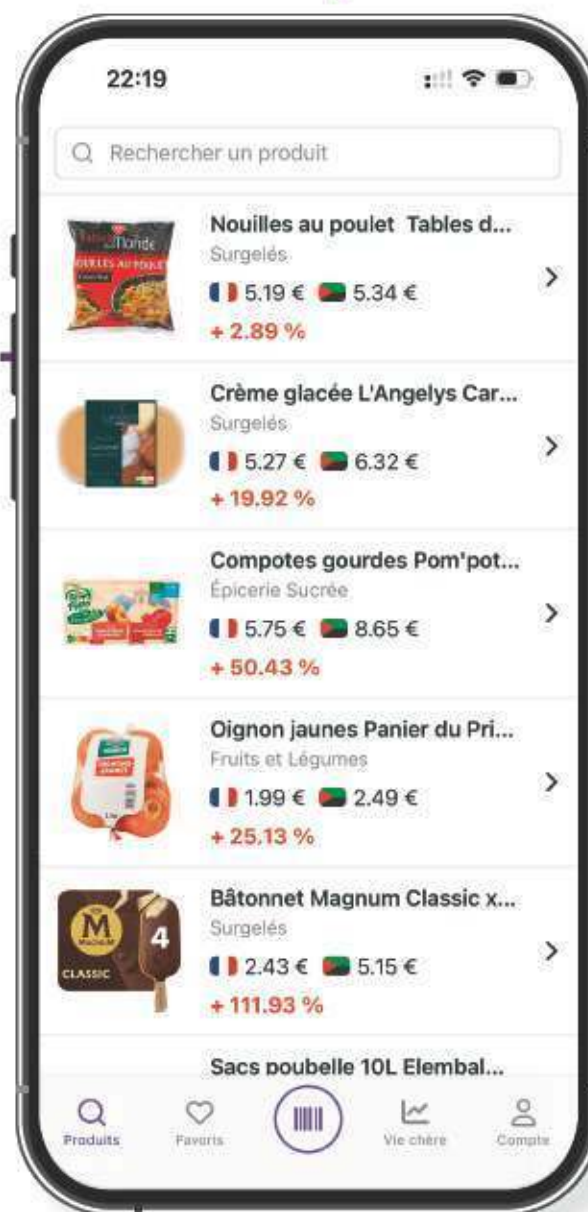 22:19
Rechercher un produit
Nouilles au poulet Tables d...
Surgelés
5.19 € 5.34 €
+ 2.89 %
Crème glacée L'Angelys Car...
Surgelés
5.27 € 6.32 €
+ 19.92 %
Compotes gourdes Pom'pot...
Épicerie Sucrée
5.75 € 8.65 €
+ 50.43 %
Oignon jaunes Panier du Pri...
Fruits et Légumes
1.99 € 2.49 €
+ 25.13 %
M
4
CLASSIC
Bâtonnet Magnum Classic x...
Surgelés
2.43 € 5.15 €
+ 111.93 %
Sacs poubelle 10L Elembal...
Produits Favoris Vie chère Compte